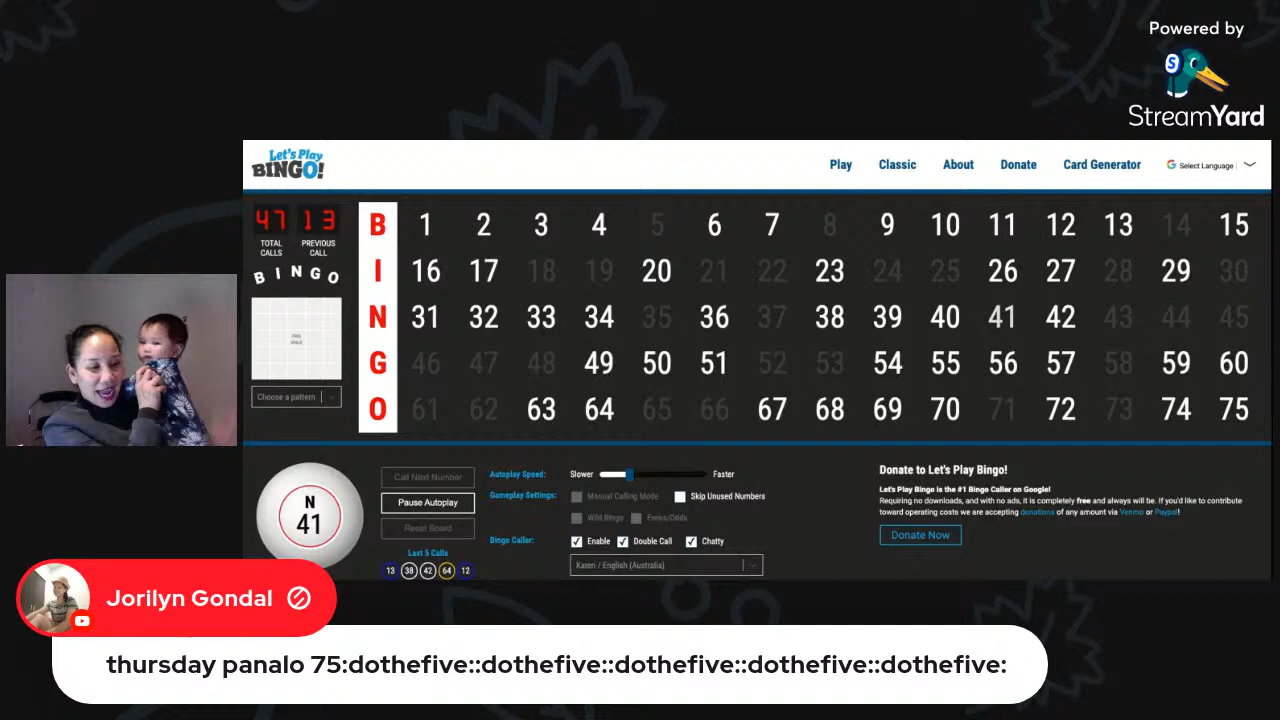 Powered by
S
StreamYard
Let's Play
BINGO!
Play Classic About Donate Card Generator G Select Language
47 13
TOTAL CALLS PREVIOUS CALL
BINGO
FREE SPACE
Choose a pattern
B 1 2 3 4 5 6 7 8 9 10 11 12 13 14 15
I 16 17 18 19 20 21 22 23 24 25 26 27 28 29 30
N 31 32 33 34 35 36 37 38 39 40 41 42 43 44 45
G 46 47 48 49 50 51 52 53 54 55 56 57 58 59 60
O 61 62 63 64 65 66 67 68 69 70 71 72 73 74 75
N
41
Call Next Number
Pause Autoplay
Reset Board
Last 5 Calls
13 38 42 64 12
Autoplay Speed: Slower Faster
Gameplay Settings: Manual Calling Mode Skip Unused Numbers
Wild Bingo Evens/Odds
Bingo Caller: Enable Double Call Chatty
Karen / English (Australia)
Donate to Let's Play Bingo!
Let's Play Bingo is the #1 Bingo Caller on Google!
Requiring no downloads, and with no ads, it is completely free and always will be. If you'd like to contribute
toward operating costs we are accepting donations of any amount via Venmo or Paypal!
Donate Now
Jorilyn Gondal
thursday panalo 75:dothefive::dothefive::dothefive::dothefive::dothefive: